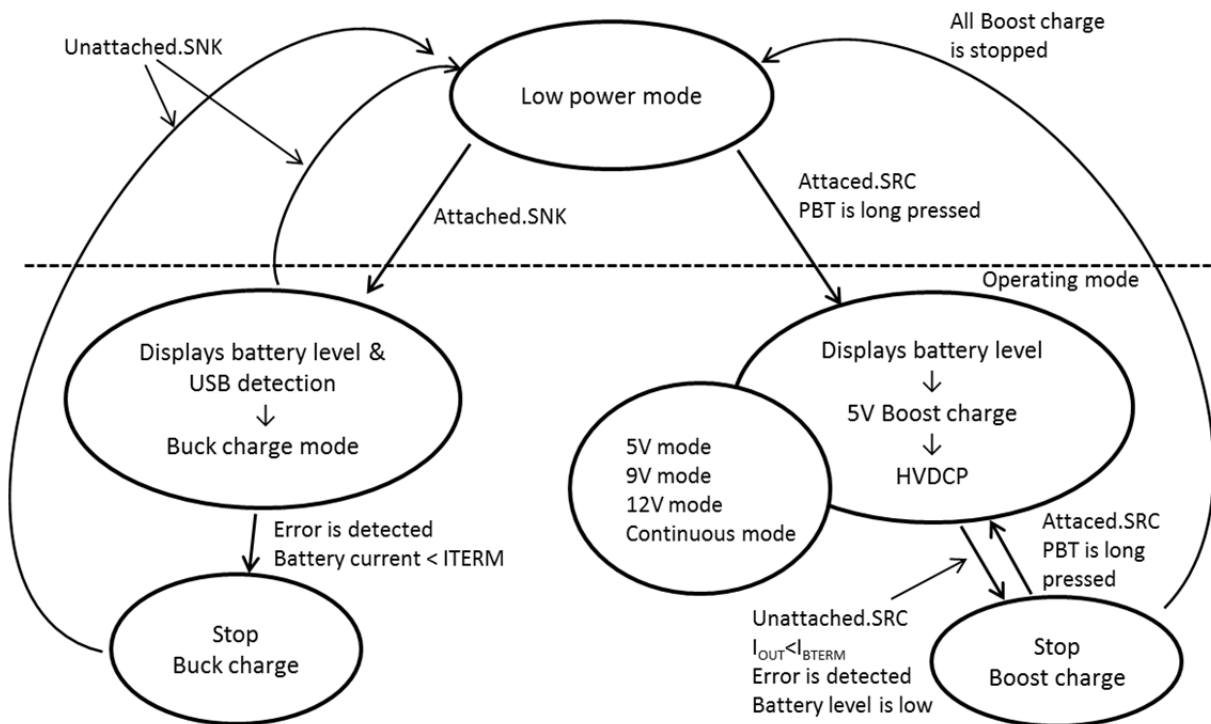 Unattached.SNK
All Boost charge
is stopped
Low power mode
Attached.SNK
Attaced.SRC
PBT is long pressed
Operating mode
Displays battery level &
USB detection
↓
Buck charge mode
Displays battery level
↓
5V Boost charge
↓
HVDCP
5V mode
9V mode
12V mode
Continuous mode
Error is detected
Battery current < ITERM
Attaced.SRC
PBT is long
pressed
Unattached.SRC
IOUT<IBTERM
Error is detected
Battery level is low
Stop
Buck charge
Stop
Boost charge